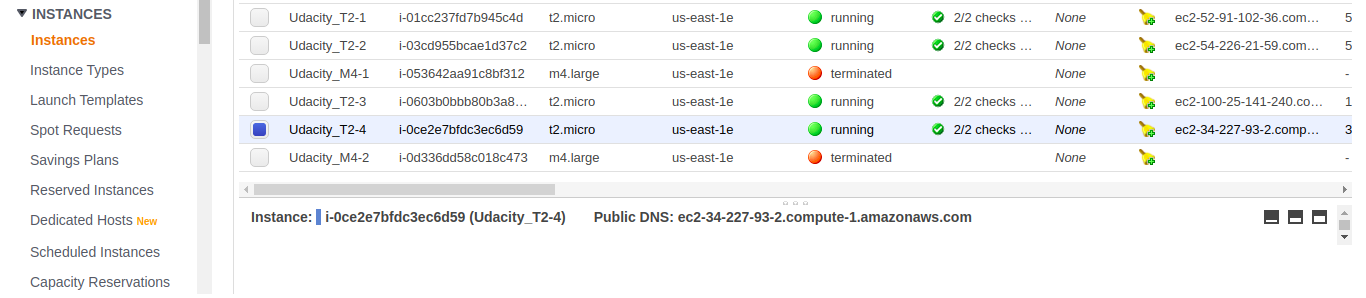 INSTANCES
Instances
Instance Types
Launch Templates
Spot Requests
Savings Plans
Reserved Instances
Dedicated Hosts New
Scheduled Instances
Capacity Reservations
Udacity_T2-1 i-01cc237fd7b945c4d t2.micro us-east-1e running 2/2 checks ... None ec2-52-91-102-36.com... 5
Udacity_T2-2 i-03cd955bcae1d37c2 t2.micro us-east-1e running 2/2 checks ... None ec2-54-226-21-59.com... 5
Udacity_M4-1 i-053642aa91c8bf312 m4.large us-east-1e terminated None -
Udacity_T2-3 i-0603b0bbb80b3a8... t2.micro us-east-1e running 2/2 checks ... None ec2-100-25-141-240.co... 1
Udacity_T2-4 i-0ce2e7bfdc3ec6d59 t2.micro us-east-1e running 2/2 checks ... None ec2-34-227-93-2.comp... 3
Udacity_M4-2 i-0d336dd58c018c473 m4.large us-east-1e terminated None -
Instance: i-0ce2e7bfdc3ec6d59 (Udacity_T2-4) Public DNS: ec2-34-227-93-2.compute-1.amazonaws.com